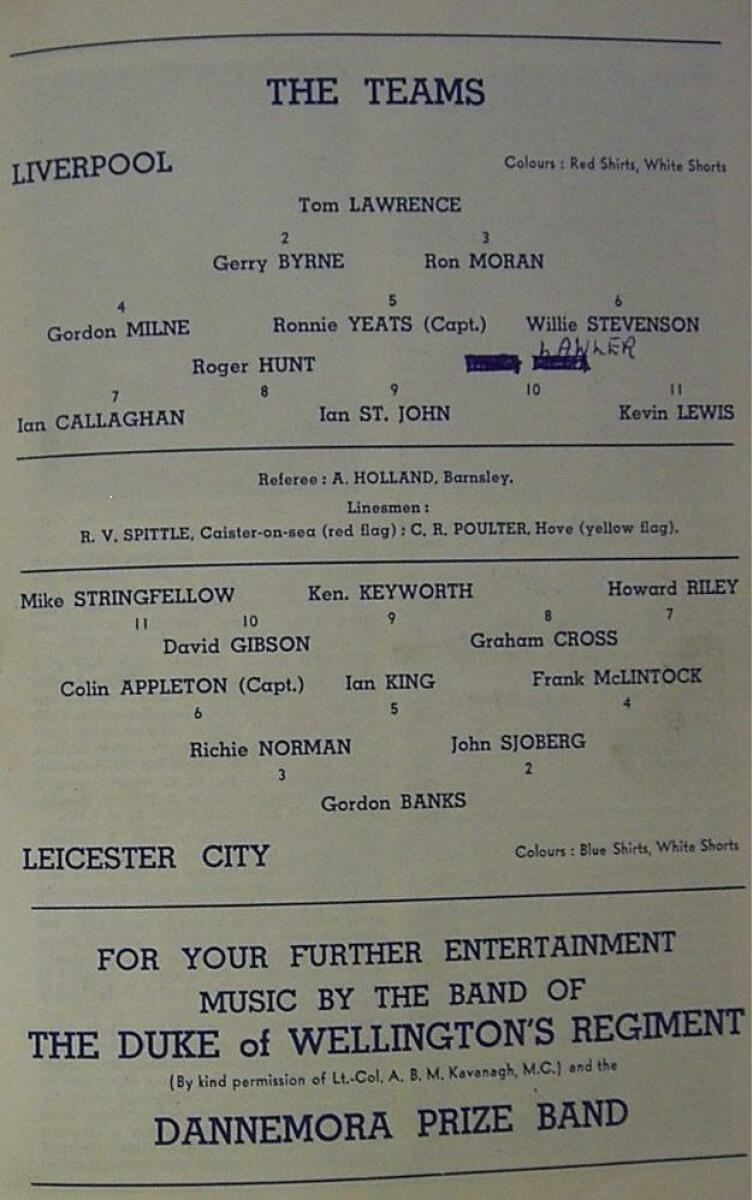 THE TEAMS
LIVERPOOL Colours : Red Shirts, White Shorts
Tom LAWRENCE
2 3
Gerry BYRNE Ron MORAN
4 5 6
Gordon MILNE Ronnie YEATS (Capt.) Willie STEVENSON
LAWLER
Roger HUNT
7 8 9 10 11
Ian CALLAGHAN Ian ST. JOHN Kevin LEWIS
Referee : A. HOLLAND, Barnsley.
Linesmen :
R. V. SPITTLE, Caister-on-sea (red flag) : C. R. POULTER, Hove (yellow flag).
Mike STRINGFELLOW Ken. KEYWORTH Howard RILEY
11 10 9 8 7
David GIBSON Graham CROSS
Colin APPLETON (Capt.) Ian KING Frank McLINTOCK
6 5 4
Richie NORMAN John SJOBERG
3 2
Gordon BANKS
LEICESTER CITY Colours : Blue Shirts, White Shorts
FOR YOUR FURTHER ENTERTAINMENT
MUSIC BY THE BAND OF
THE DUKE of WELLINGTON'S REGIMENT
(By kind permission of Lt.-Col. A. B. M. Kavanagh, M.C.) and the
DANNEMORA PRIZE BAND